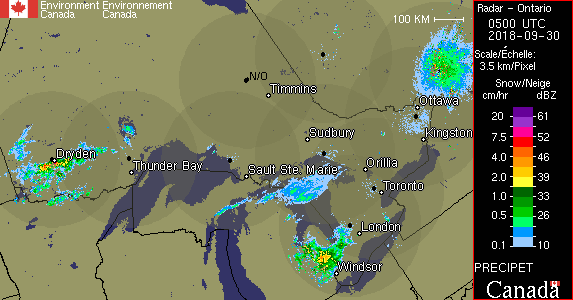 Environment Environnement
Canada Canada
100 KM
N/O
Timmins
Ottawa
Sudbury
Kingston
Dryden
Thunder Bay
Sault Ste. Marie
Orillia
Toronto
London
Windsor
Radar - Ontario
0500 UTC
2018-09-30
Scale/Échelle:
3.5 km/Pixel
Snow/Neige
cm/hr dBZ
20 61
7.5 52
4.0 46
2.0 39
1.0 33
0.5 26
0.1 10
PRECIPET
Canada